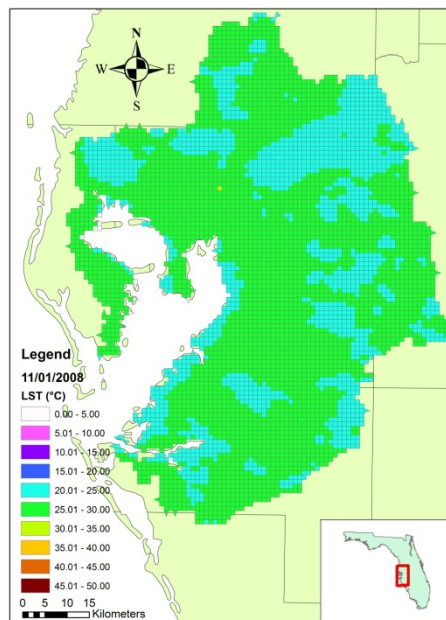 N
W E
S
Legend
11/01/2008
LST (°C)
0.00 - 5.00
5.01 - 10.00
10.01 - 15.00
15.01 - 20.00
20.01 - 25.00
25.01 - 30.00
30.01 - 35.00
35.01 - 40.00
40.01 - 45.00
45.01 - 50.00
0 5 10 15
Kilometers